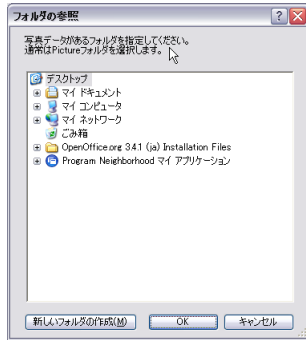 フォルダの参照
写真データがあるフォルダを指定してください。
通常はPictureフォルダを選択します。
デスクトップ
マイ ドキュメント
マイ コンピュータ
マイ ネットワーク
ごみ箱
OpenOffice.org 3.4.1 (ja) Installation Files
Program Neighborhood マイ アプリケーション
新しいフォルダの作成(M) OK キャンセル